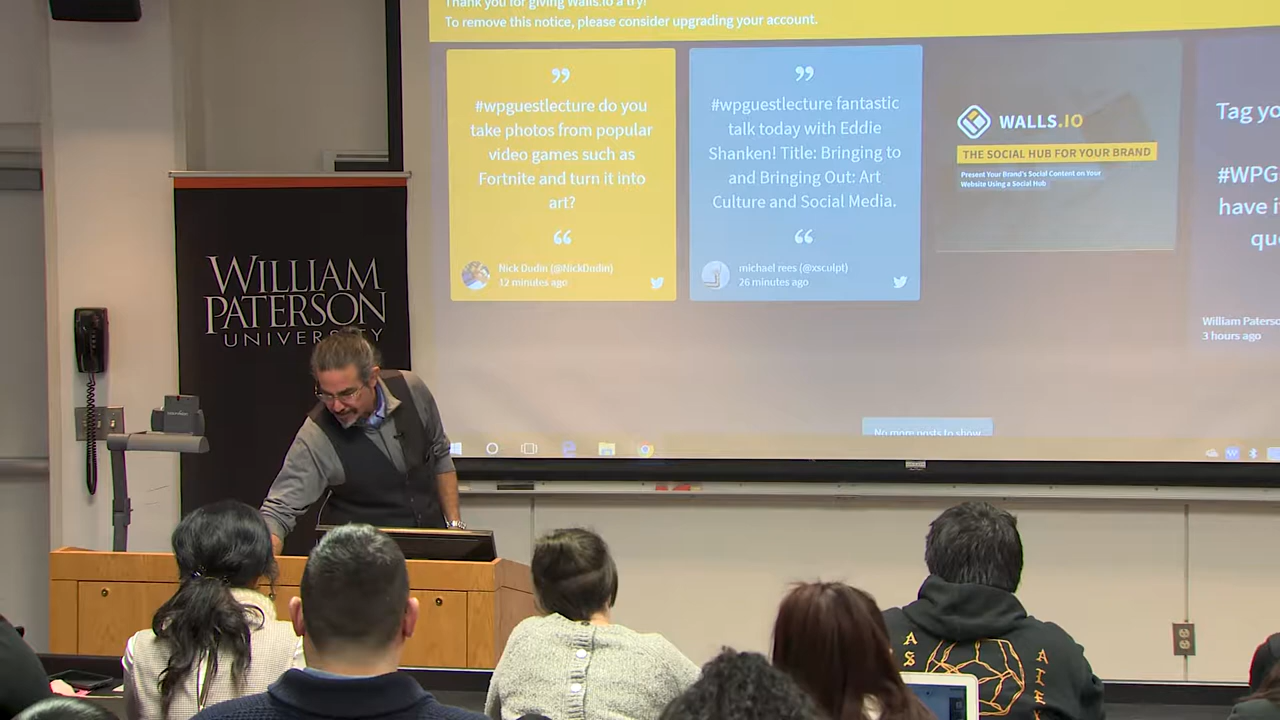 Thank you for giving Walls.io a try!
To remove this notice, please consider upgrading your account.
#wpguestlecture do you
take photos from popular
video games such as
Fortnite and turn it into
art?
Nick Dudin (@NickDudin)
12 minutes ago
#wpguestlecture fantastic
talk today with Eddie
Shanken! Title: Bringing to
and Bringing Out: Art
Culture and Social Media.
michael rees (@xsculpt)
26 minutes ago
WALLS.IO
THE SOCIAL HUB FOR YOUR BRAND
Present Your Brand's Social Content on Your
Website Using a Social Hub
Tag yo
#WPG
have i
qu
William Paterso
3 hours ago
No more posts to show
WILLIAM
PATERSON
UNIVERSITY
AS